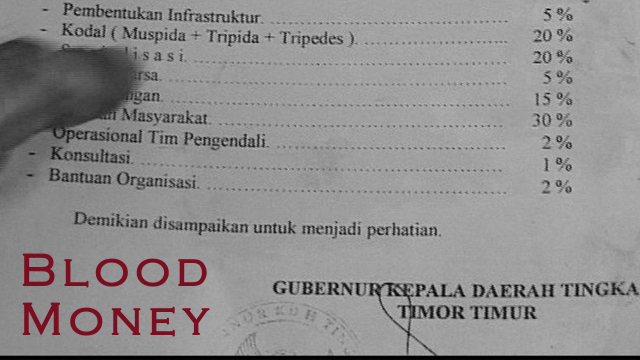 - Pembentukan Infrastruktur. 5 %
- Kodal ( Muspida + Tripida + Tripedes ). 20 %
i s a s i. 20 %
5 %
15 %
Masyarakat. 30 %
Operasional Tim Pengendali. 2 %
- Konsultasi. 1 %
- Bantuan Organisasi. 2 %
Demikian disampaikan untuk menjadi perhatian.
GUBERNUR KEPALA DAERAH TINGKA
TIMOR TIMUR
BLOOD
MONEY